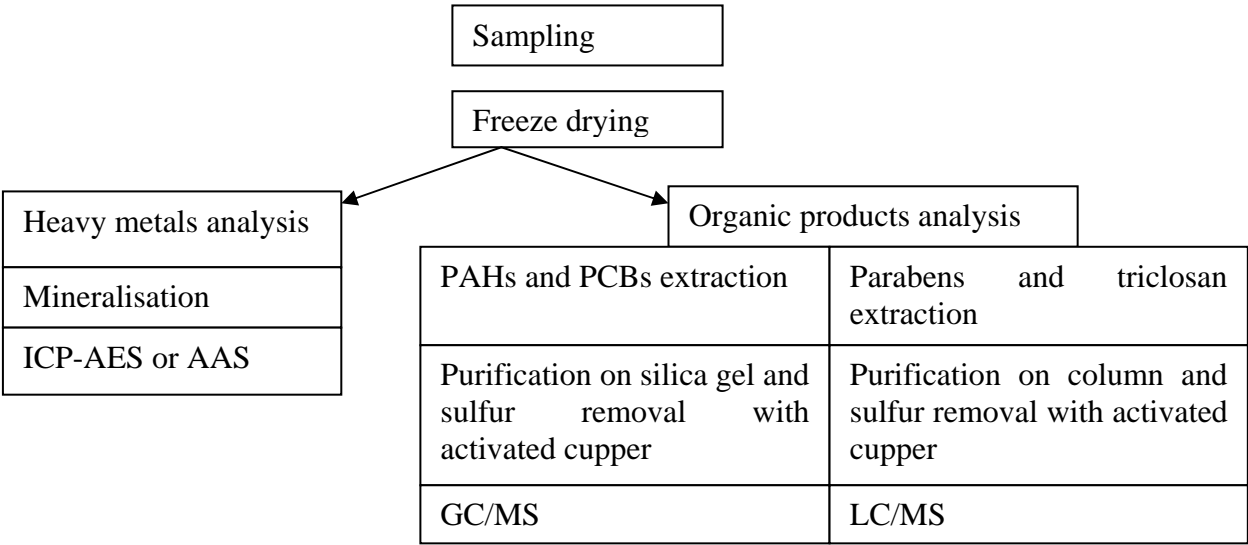 Sampling
Freeze drying
Heavy metals analysis
Mineralisation
ICP-AES or AAS
Organic products analysis
PAHs and PCBs extraction
Parabens and triclosan
extraction
Purification on silica gel and
sulfur removal with
activated cupper
Purification on column and
sulfur removal with activated
cupper
GC/MS
LC/MS